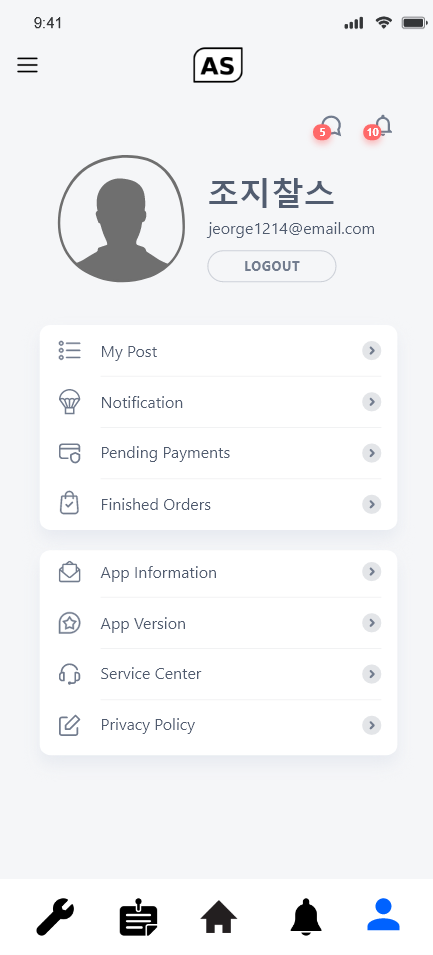 9:41
AS
5 10
조지찰스
jeorge1214@email.com
LOGOUT
My Post
Notification
Pending Payments
Finished Orders
App Information
App Version
Service Center
Privacy Policy